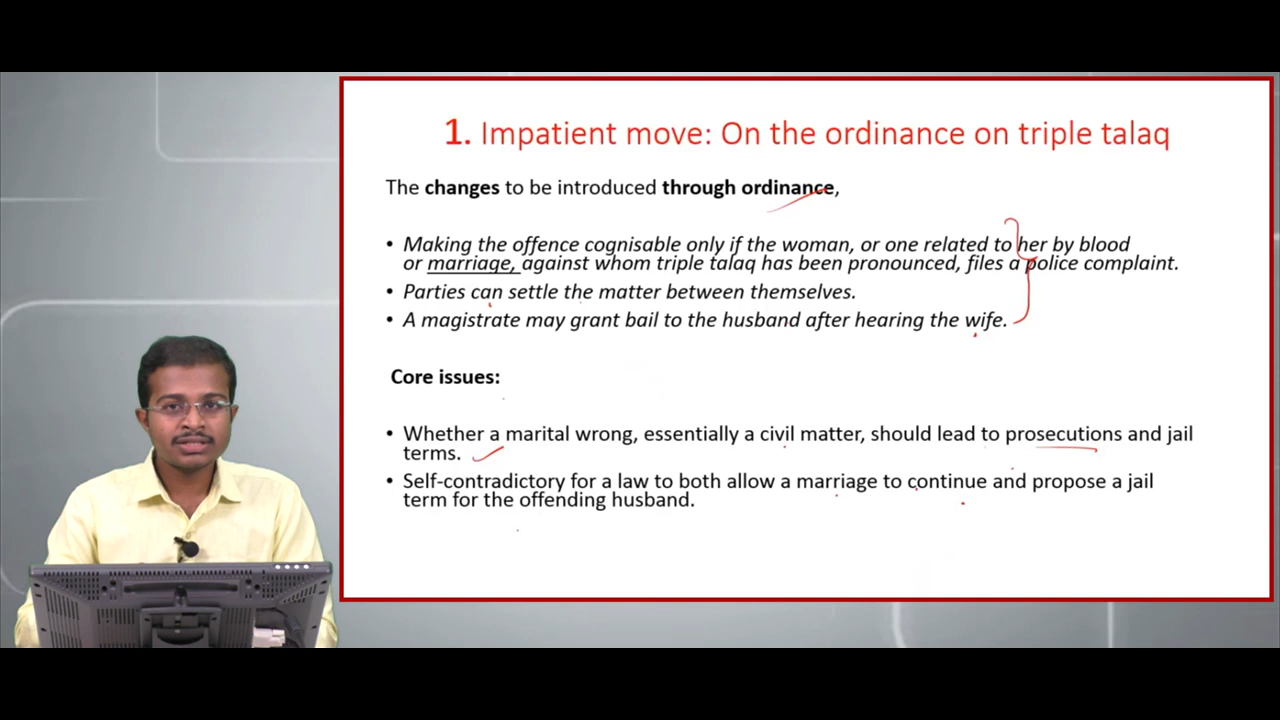 1. Impatient move: On the ordinance on triple talaq
The changes to be introduced through ordinance,
• Making the offence cognisable only if the woman, or one related to her by blood
or marriage, against whom triple talaq has been pronounced, files a police complaint.
• Parties can settle the matter between themselves.
• A magistrate may grant bail to the husband after hearing the wife.
Core issues:
• Whether a marital wrong, essentially a civil matter, should lead to prosecutions and jail
terms.
• Self-contradictory for a law to both allow a marriage to continue and propose a jail
term for the offending husband.